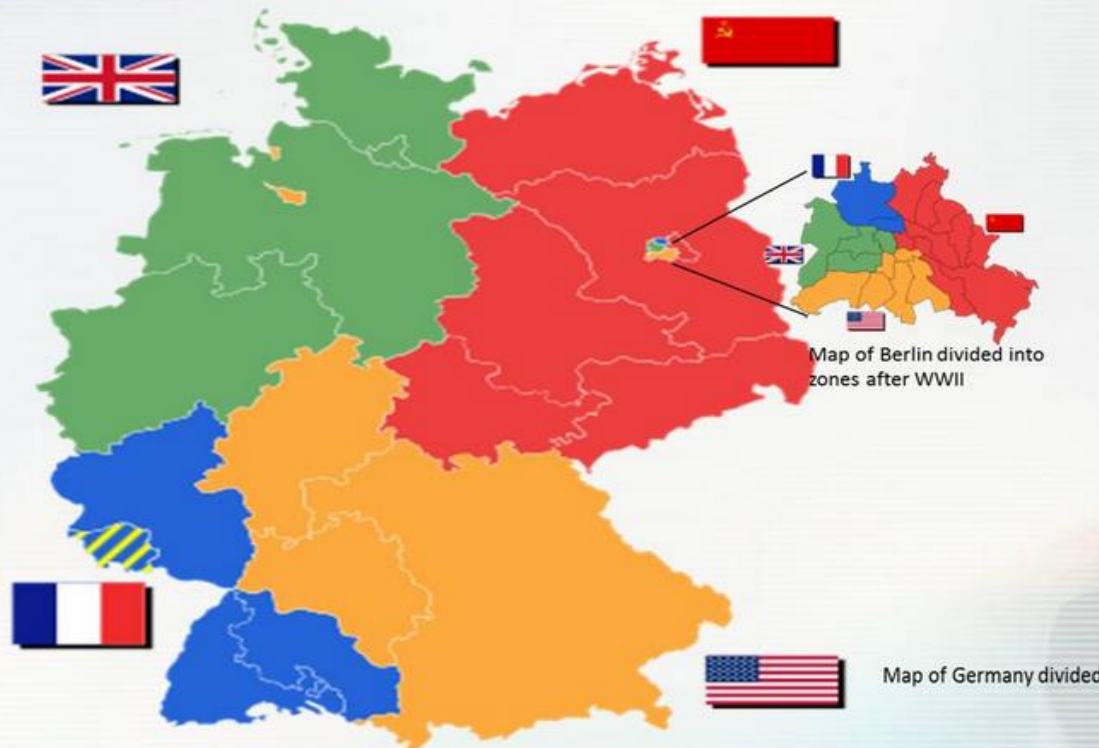 Map of Berlin divided into
zones after WWII
Map of Germany divided